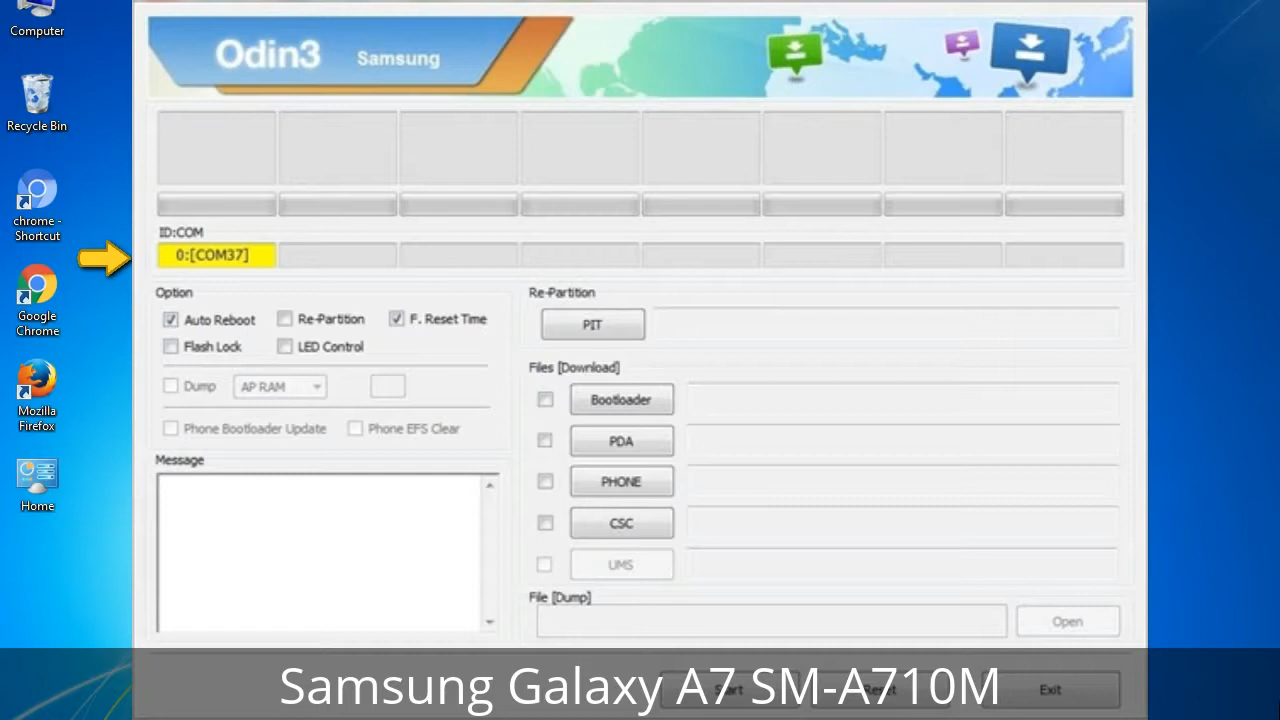 Computer
Recycle Bin
chrome -
Shortcut
Google
Chrome
Mozilla
Firefox
Home
Odin3 Samsung
ID:COM
0:[COM37]
Option
Auto Reboot Re-Partition F. Reset Time
Flash Lock LED Control
Dump AP RAM
Phone Bootloader Update Phone EFS Clear
Message
Re-Partition
PIT
Files [Download]
Bootloader
PDA
PHONE
CSC
UMS
File [Dump]
Open
Start Reset Exit
Samsung Galaxy A7 SM-A710M